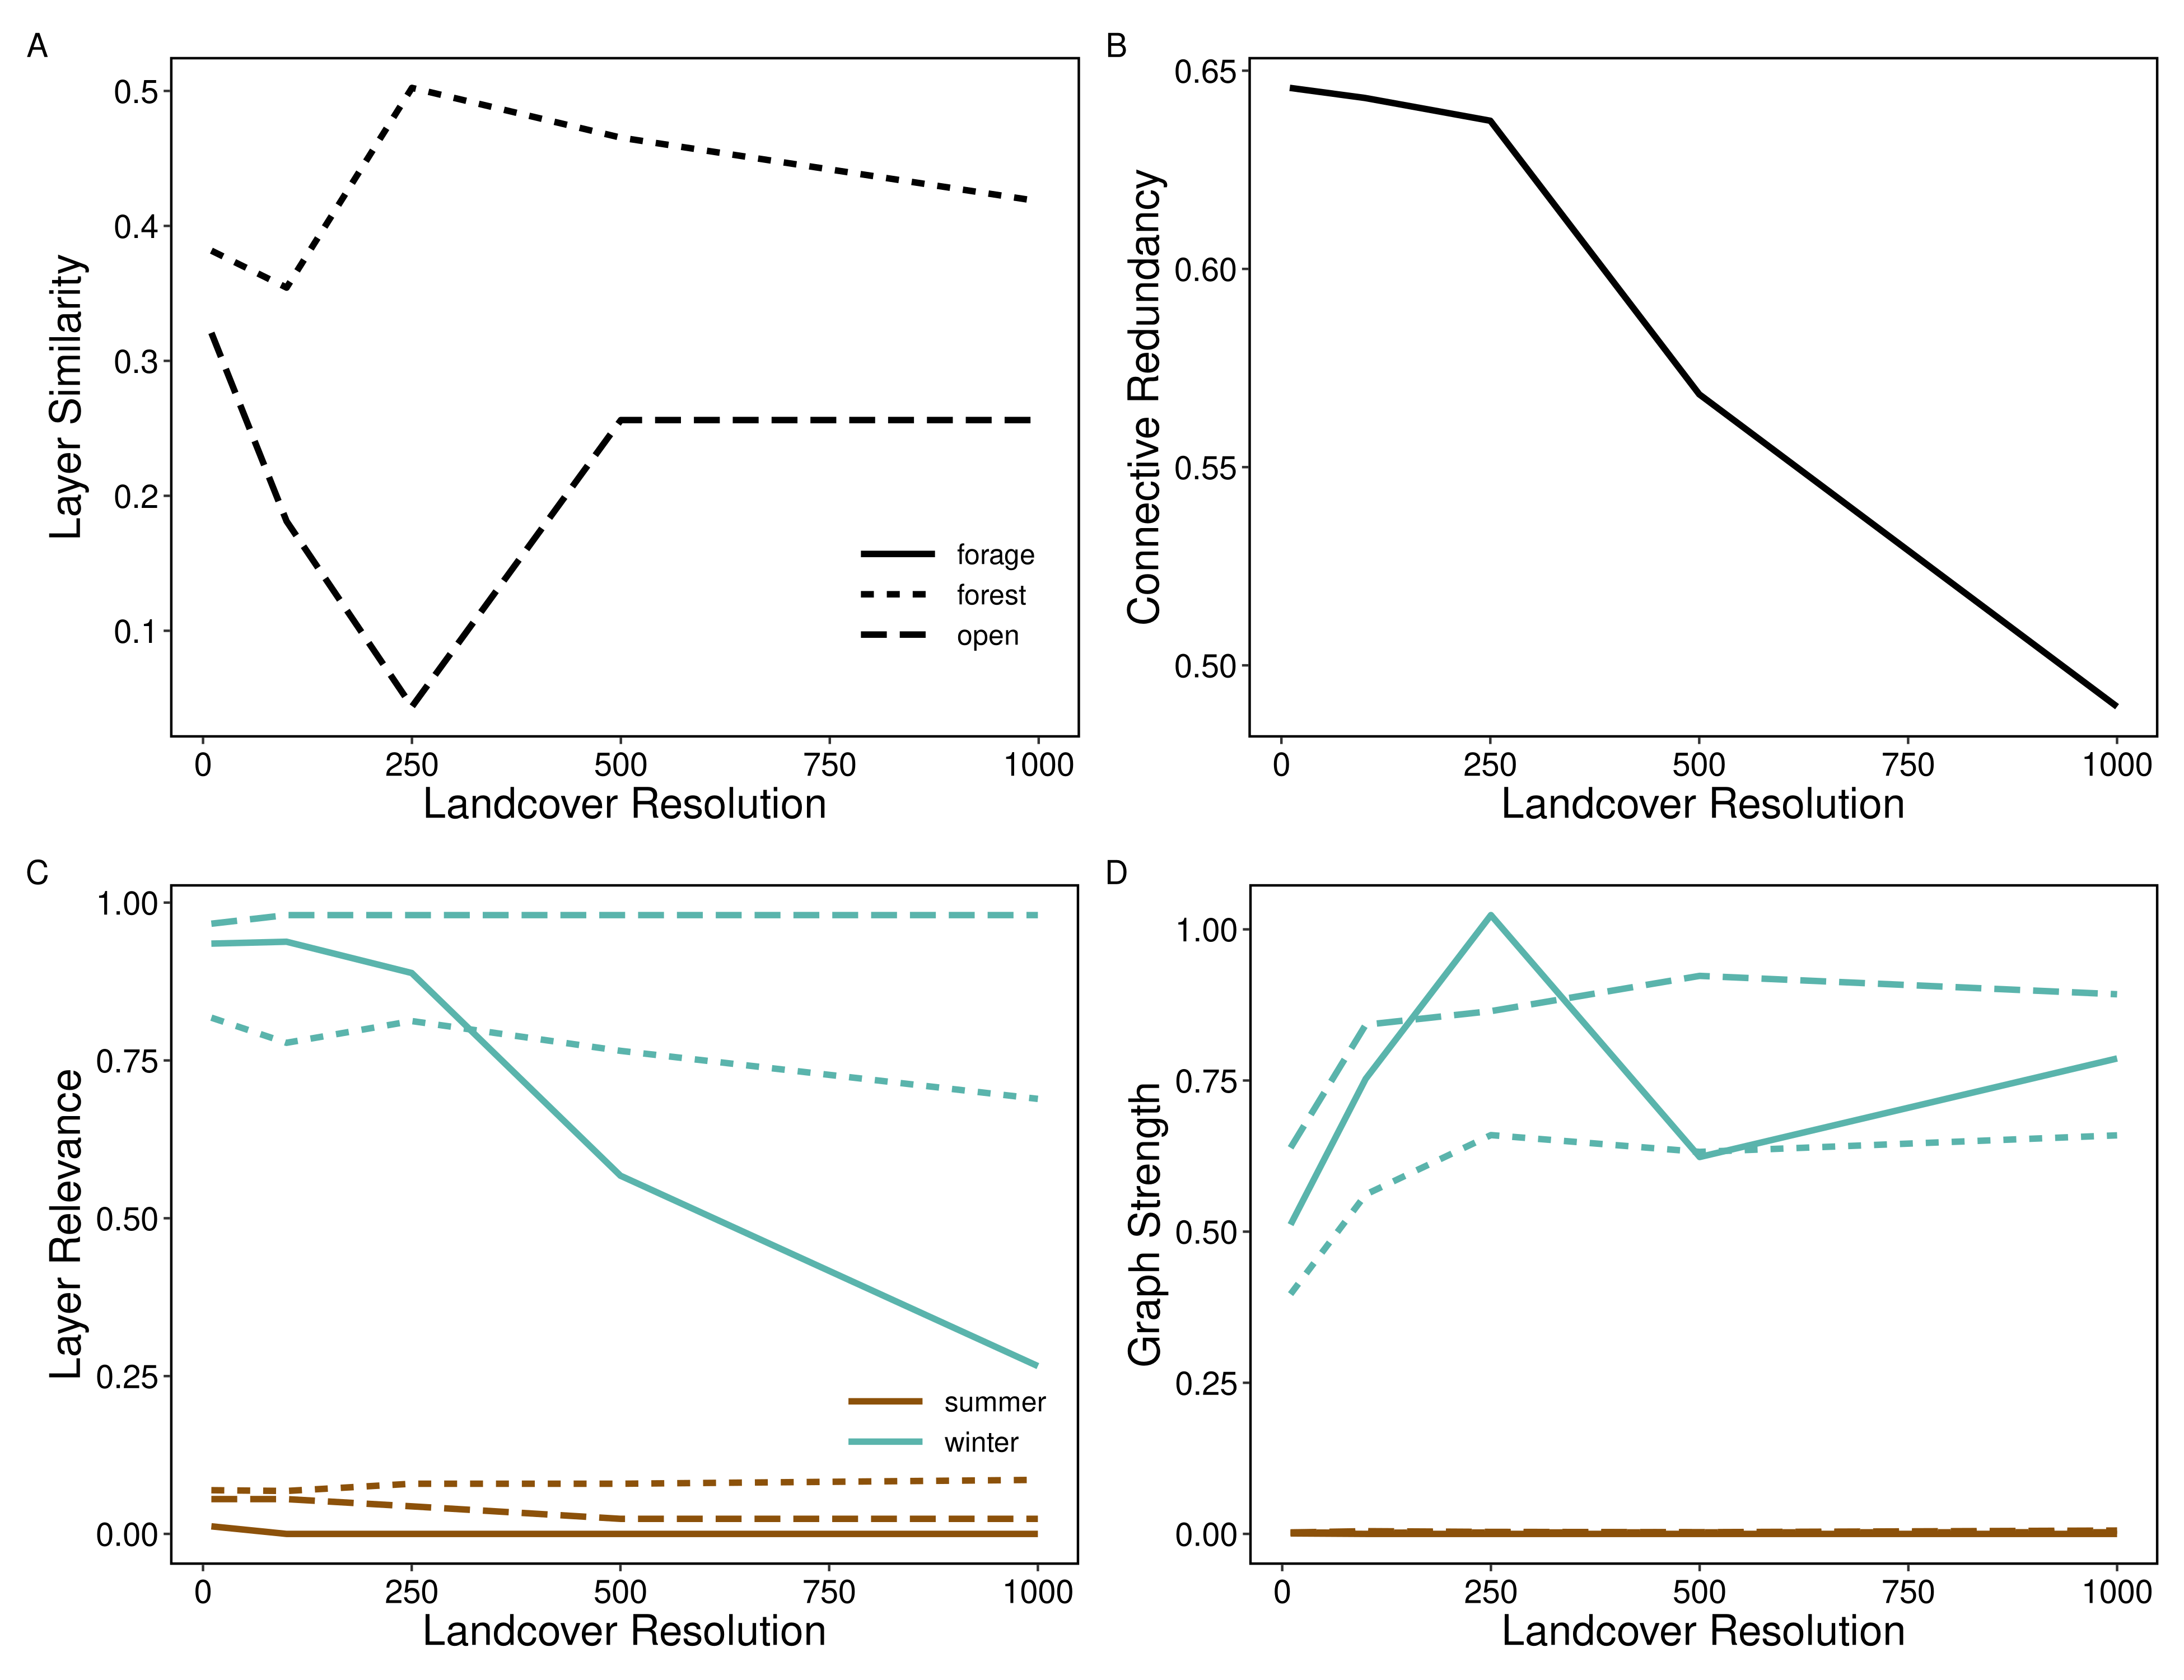 A
Layer Similarity
0.5
0.4
0.3
0.2
0.1
forage
forest
open
0 250 500 750 1000
Landcover Resolution
B
Connective Redundancy
0.65
0.60
0.55
0.50
0 250 500 750 1000
Landcover Resolution
C
Layer Relevance
1.00
0.75
0.50
0.25
0.00
summer
winter
0 250 500 750 1000
Landcover Resolution
D
Graph Strength
1.00
0.75
0.50
0.25
0.00
0 250 500 750 1000
Landcover Resolution